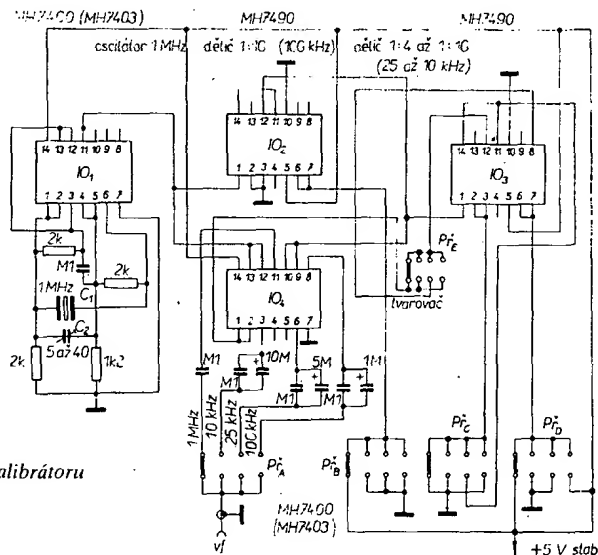 MH7400 (MH7403)
MH7490
MH7490
oscilátor 1MHz
dělič 1:10 (100 kHz)
dělič 1:4 až 1:10
(25 až 10 kHz)
14 13 12 11 10 9 8
IO1
1 2 3 4 5 6 7
14 13 12 11 10 9 8
IO2
1 2 3 4 5 6 7
14 13 12 11 10 9 8
IO3
1 2 3 4 5 6 7
14 13 12 11 10 9 8
IO4
1 2 3 4 5 6 7
2k
M1
C1
2k
1MHz
C2
5 až 40
2k
1k2
PřE
tvarovač
M1
M1
+ 10M
5M
+
M1
M1
1M
+
1 MHz
10 kHz
25 kHz
100 kHz
PřA
PřB
PřC
PřD
alibrátoru
MH7400
(MH7403)
vf
+5 V stab